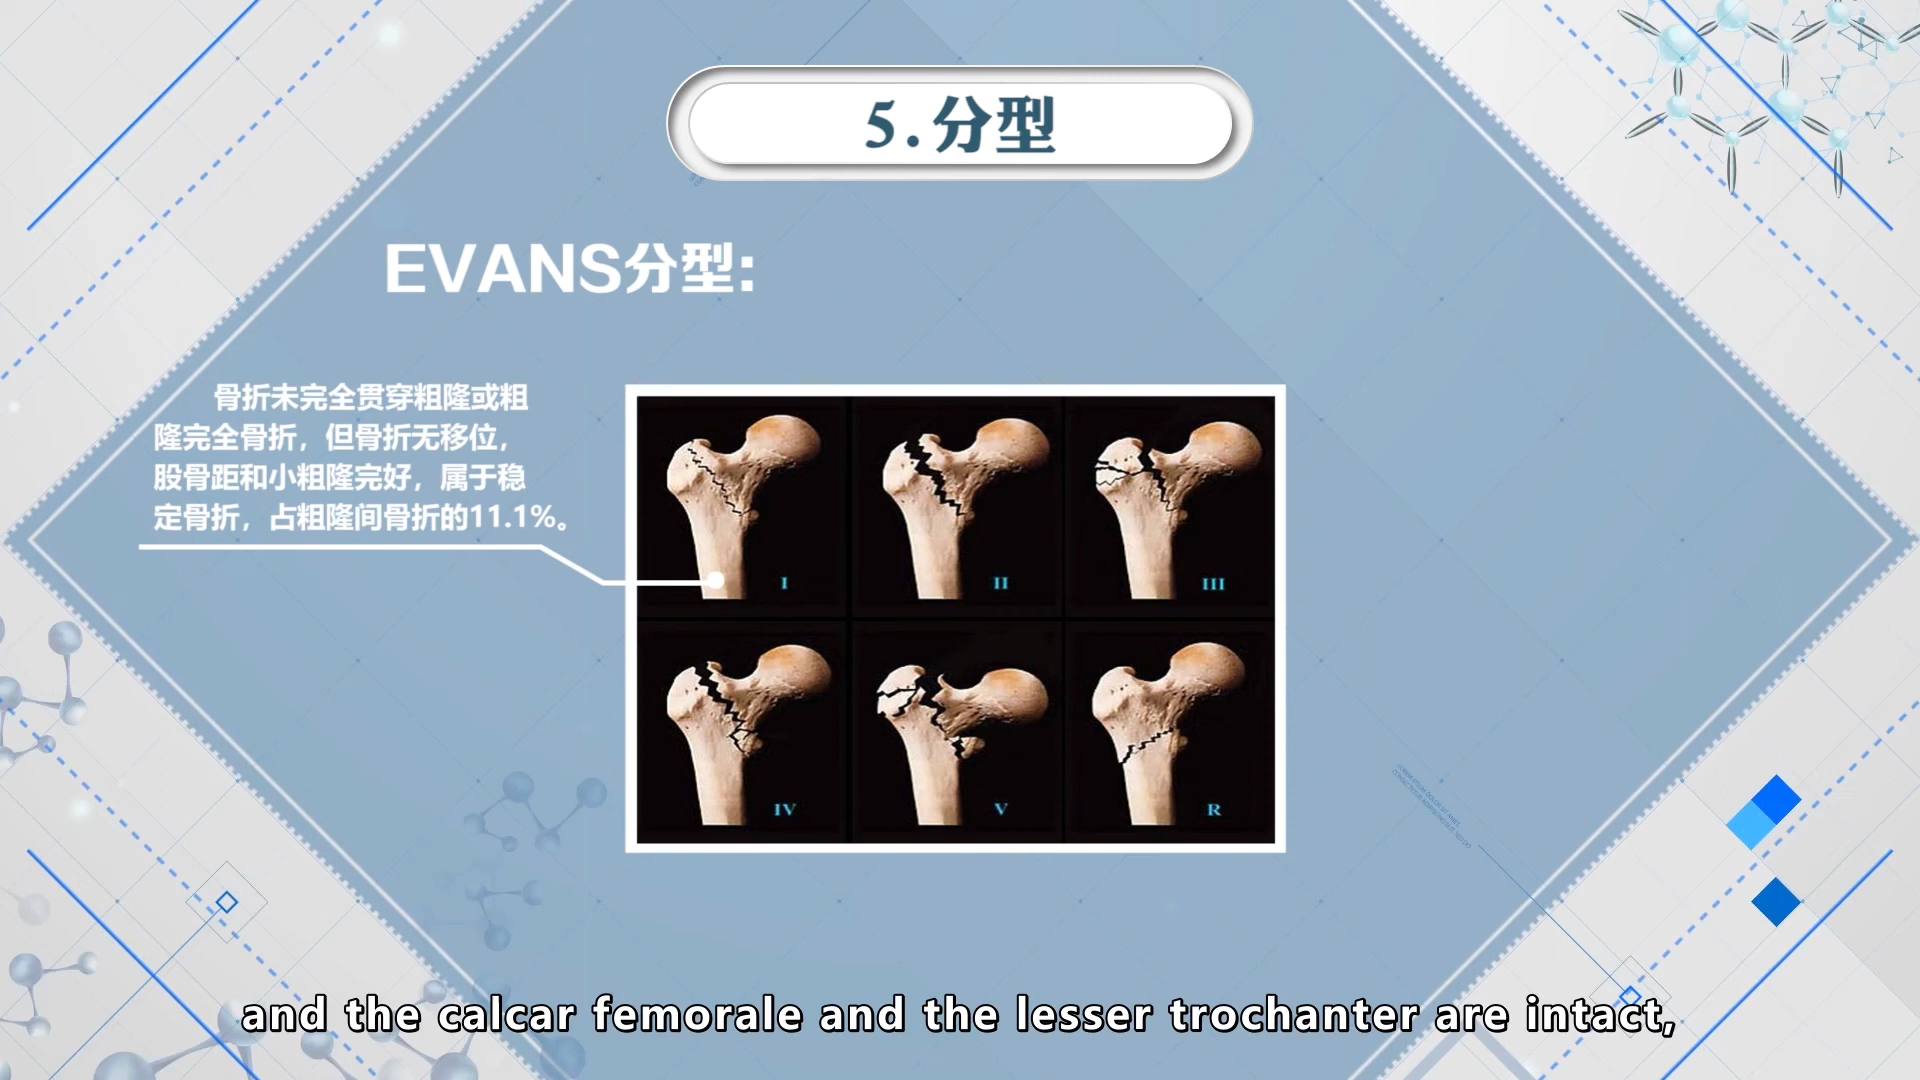 5.分型
EVANS分型:
骨折未完全贯穿粗隆或粗
隆完全骨折，但骨折无移位，
股骨距和小粗隆完好，属于稳
定骨折，占粗隆间骨折的11.1%。
I
II
III
IV
V
R
and the calcar femorale and the lesser trochanter are intact,